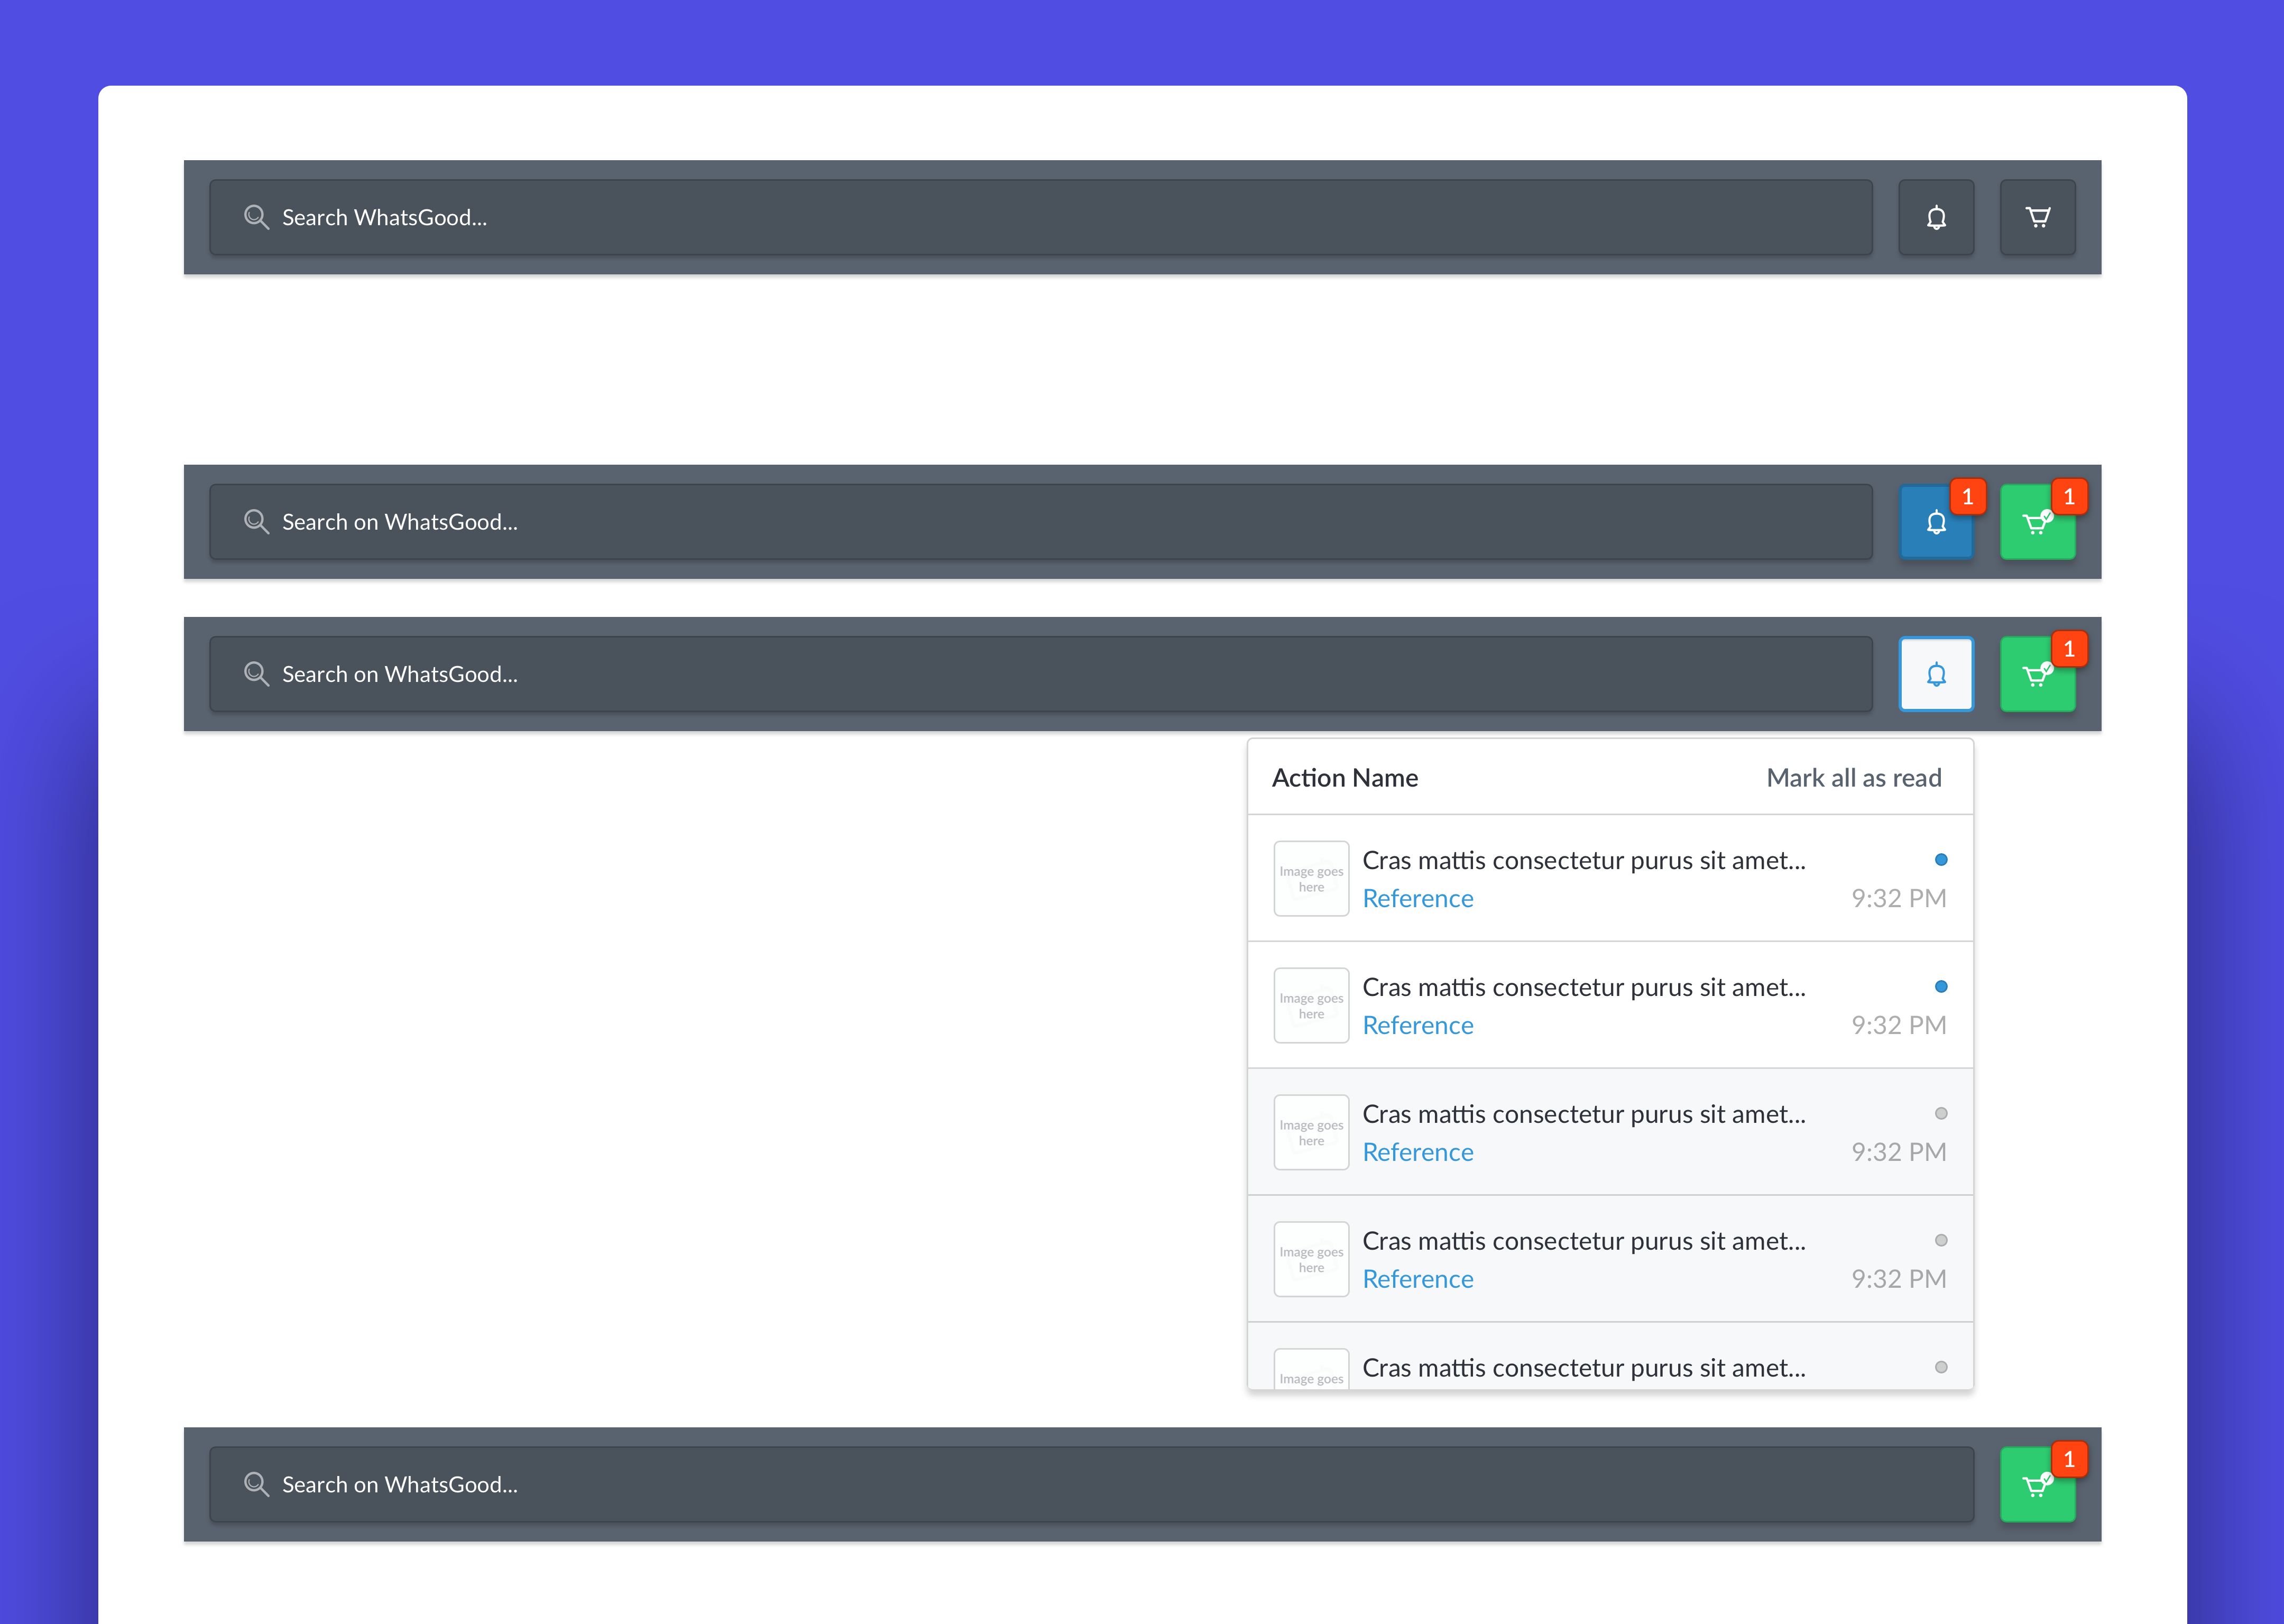 Search WhatsGood...
1
1
Search on WhatsGood...
1
Search on WhatsGood...
Action Name
Mark all as read
Image goes
here
Cras mattis consectetur purus sit amet...
Reference
9:32 PM
Image goes
here
Cras mattis consectetur purus sit amet...
Reference
9:32 PM
Image goes
here
Cras mattis consectetur purus sit amet...
Reference
9:32 PM
Image goes
here
Cras mattis consectetur purus sit amet...
Reference
9:32 PM
Image goes
Cras mattis consectetur purus sit amet...
1
Search on WhatsGood...